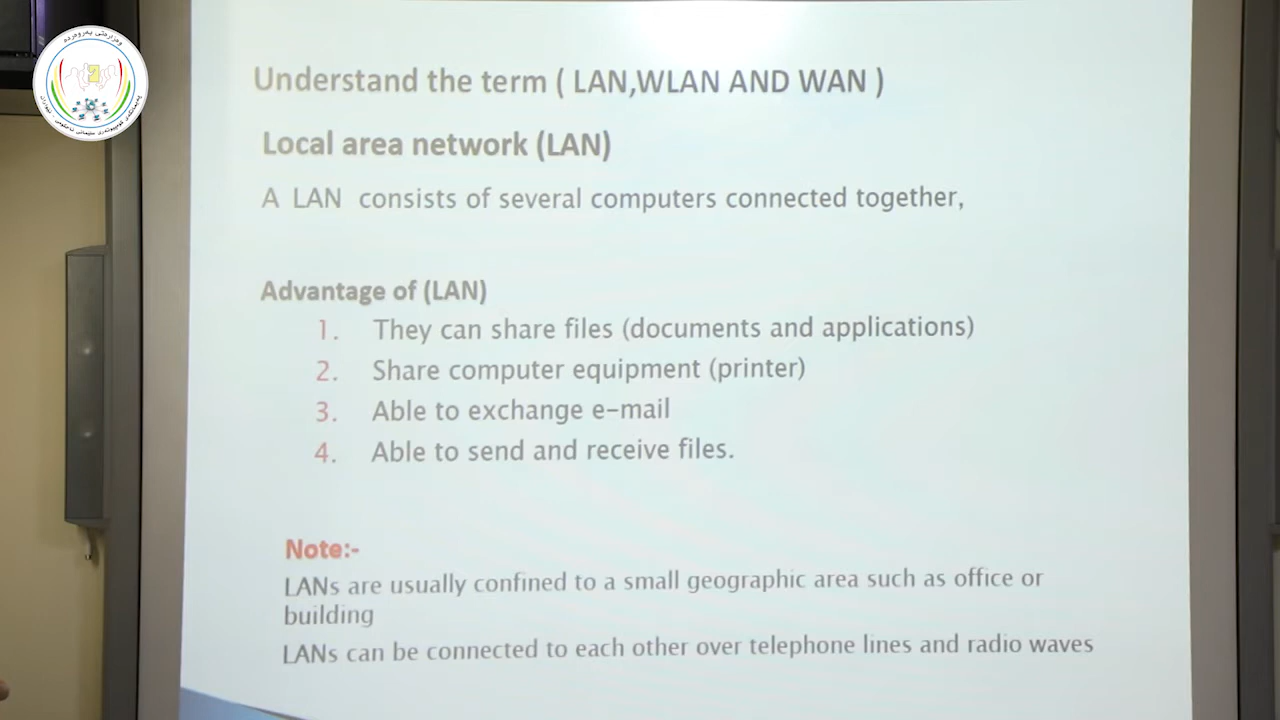 وەزارەتی پەروەردە
Understand the term ( LAN,WLAN AND WAN )
Local area network (LAN)
A LAN consists of several computers connected together,
Advantage of (LAN)
1. They can share files (documents and applications)
2. Share computer equipment (printer)
3. Able to exchange e-mail
4. Able to send and receive files.
Note:-
LANs are usually confined to a small geographic area such as office or
building
LANs can be connected to each other over telephone lines and radio waves